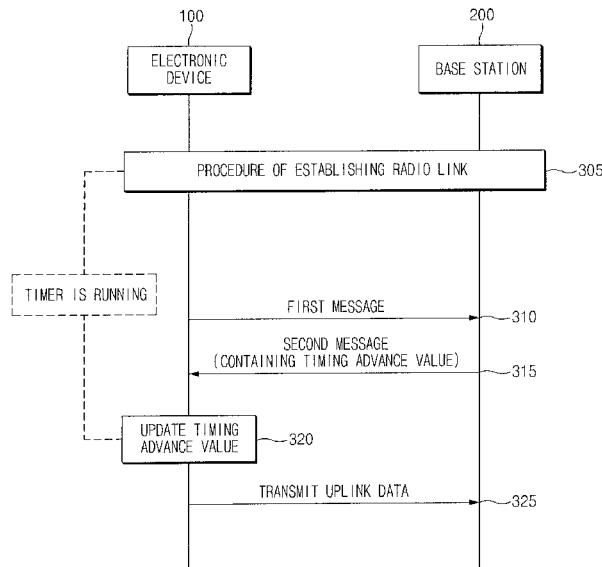 100
200
ELECTRONIC
DEVICE
BASE STATION
PROCEDURE OF ESTABLISHING RADIO LINK
305
TIMER IS RUNNING
FIRST MESSAGE
310
SECOND MESSAGE
(CONTAINING TIMING ADVANCE VALUE)
315
UPDATE TIMING
ADVANCE VALUE
320
TRANSMIT UPLINK DATA
325